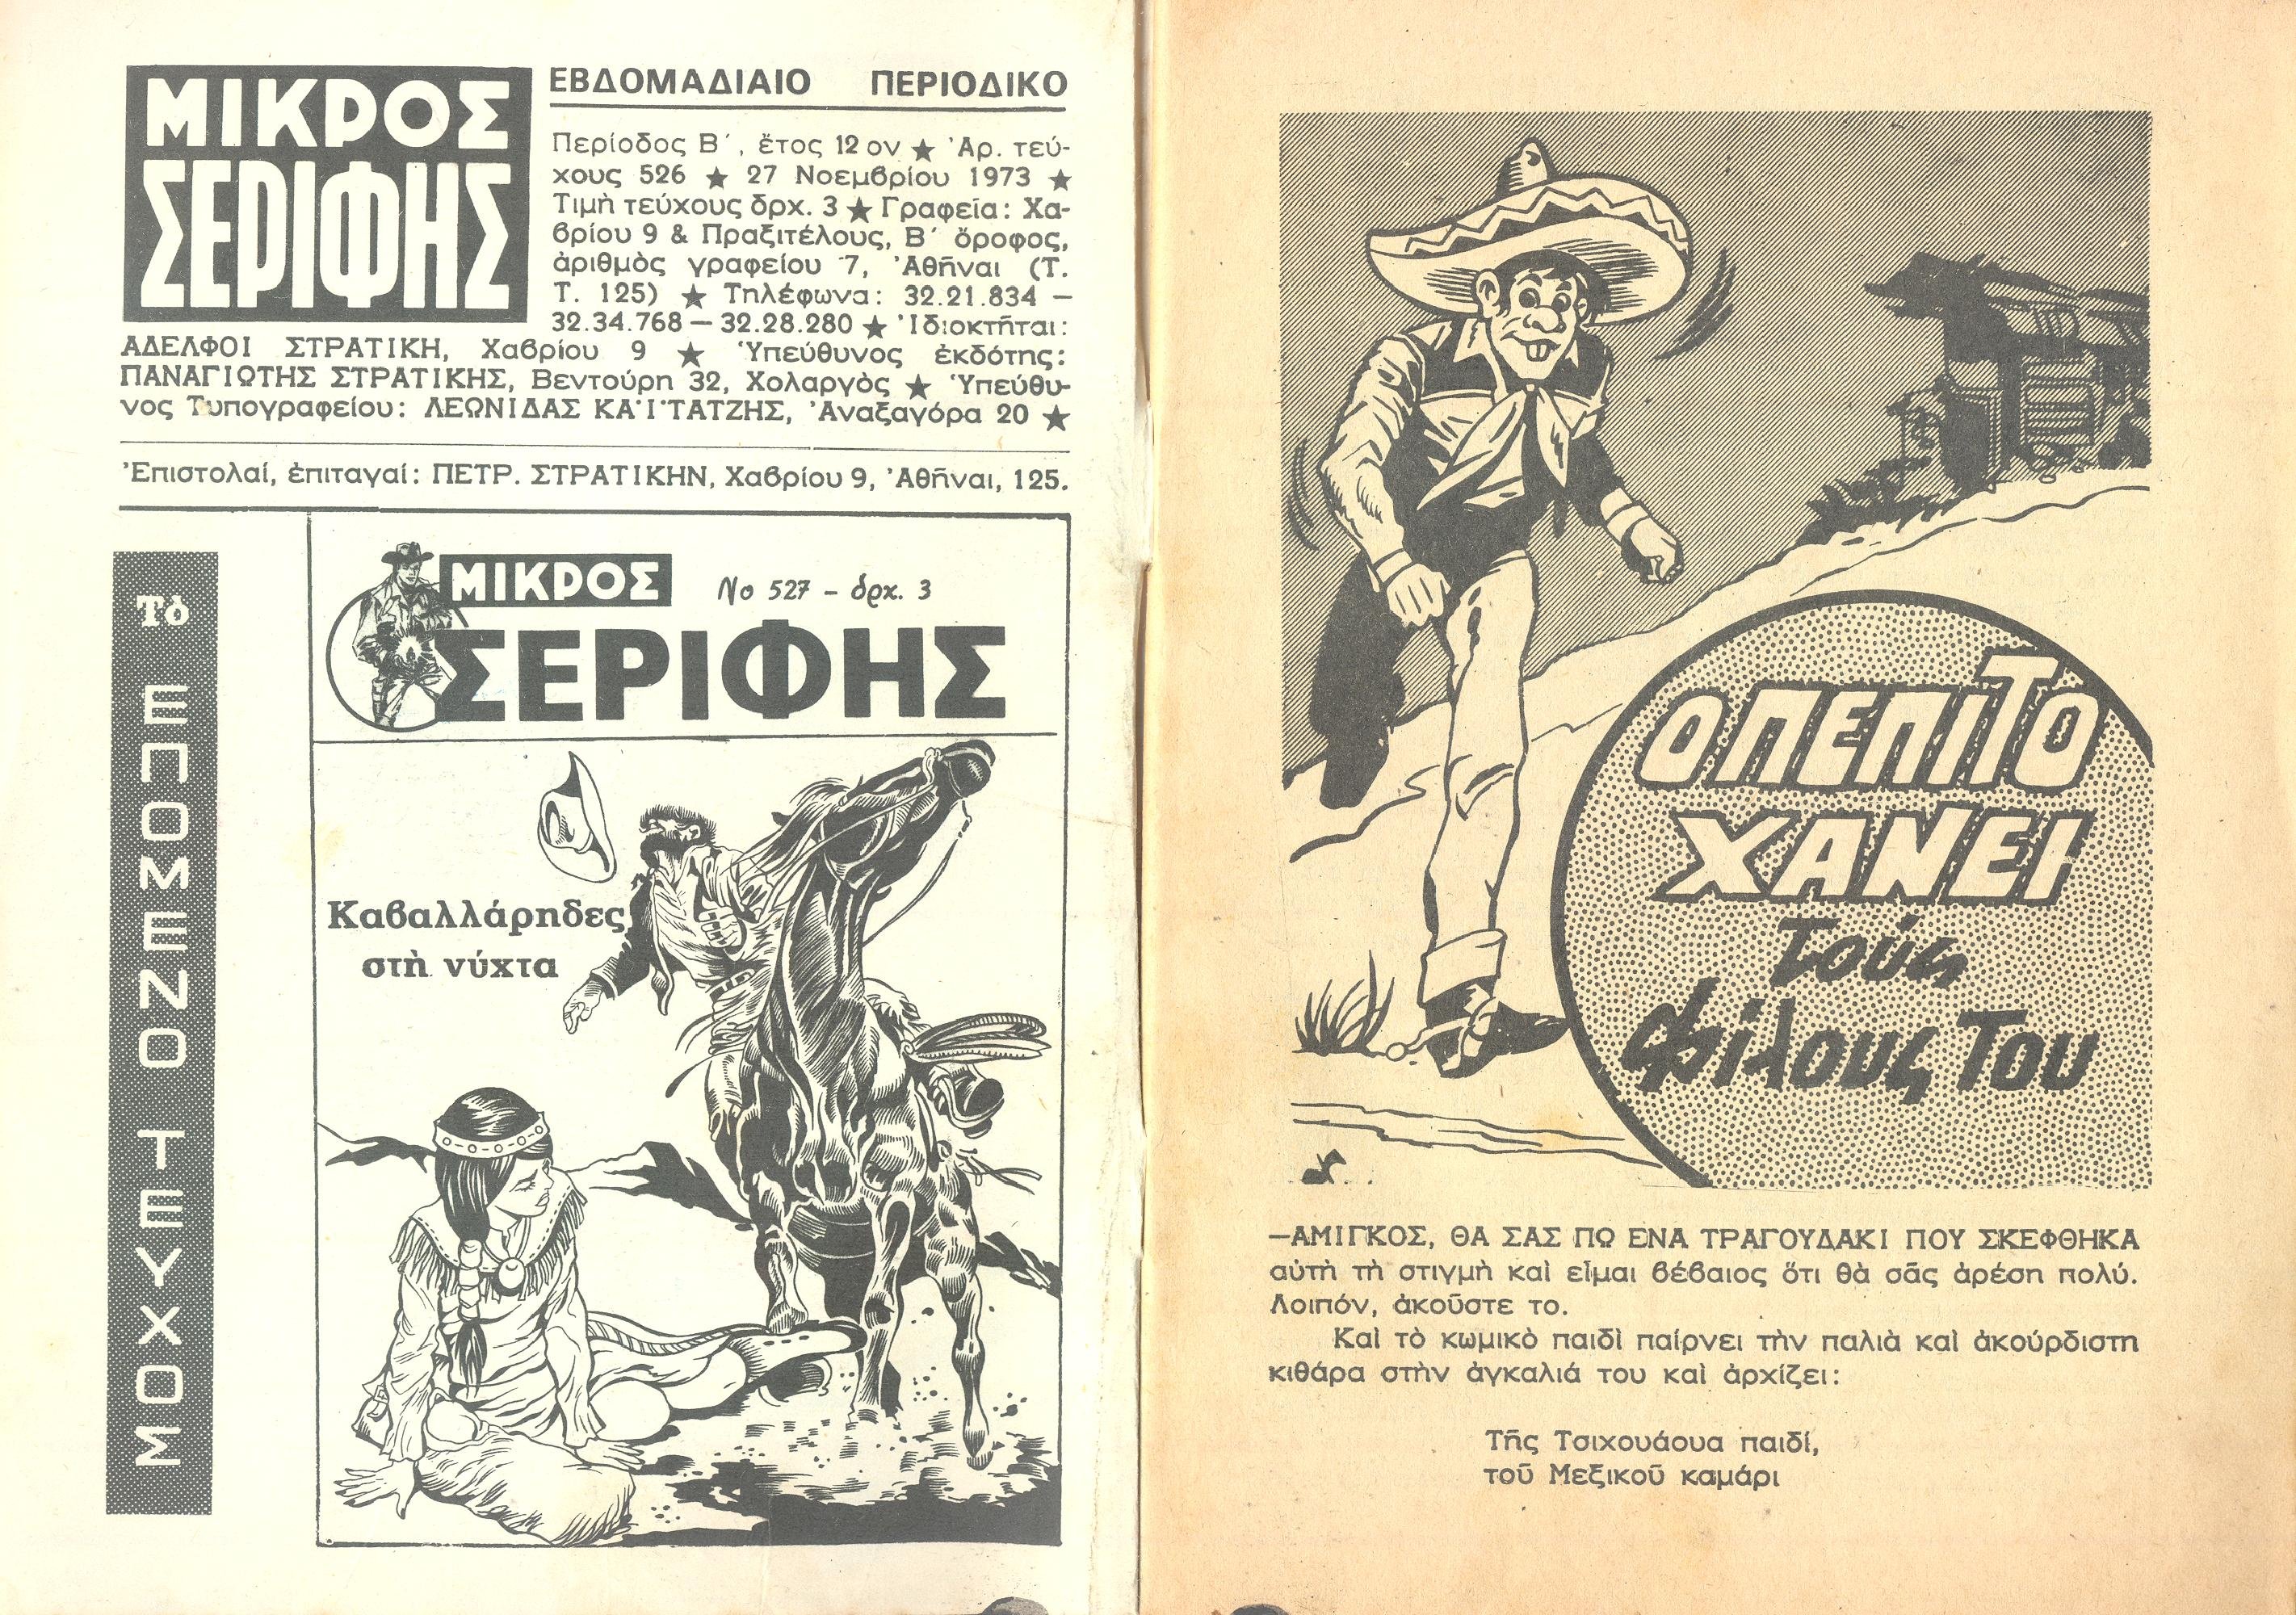 ΜΙΚΡΟΣ
ΣΕΡΙΦΗΣ
ΕΒΔΟΜΑΔΙΑΙΟ ΠΕΡΙΟΔΙΚΟ
Περίοδος Β΄, ἔτος 12 ον ★ Ἀρ. τεύ-
χους 526 ★ 27 Νοεμβρίου 1973 ★
Τιμὴ τεύχους δρχ. 3 ★ Γραφεῖα: Χα-
βρίου 9 & Πραξιτέλους, Β΄ ὄροφος,
ἀριθμὸς γραφείου 7, Ἀθῆναι (Τ.
Τ. 125) ★ Τηλέφωνα: 32.21.834 –
32.34.768 – 32.28.280 ★ Ἰδιοκτῆται:
ΑΔΕΛΦΟΙ ΣΤΡΑΤΙΚΗ, Χαβρίου 9 ★ Ὑπεύθυνος ἐκδότης:
ΠΑΝΑΓΙΩΤΗΣ ΣΤΡΑΤΙΚΗΣ, Βεντούρη 32, Χολαργὸς ★ Ὑπεύθυ-
νος Τυπογραφείου: ΛΕΩΝΙΔΑΣ ΚΑΪΤΑΤΖΗΣ, Ἀναξαγόρα 20 ★
Ἐπιστολαί, ἐπιταγαί: ΠΕΤΡ. ΣΤΡΑΤΙΚΗΝ, Χαβρίου 9, Ἀθῆναι, 125.
Τὸ ΕΠΟΜΕΝΟ ΤΕΥΧΟΣ
ΜΙΚΡΟΣ
Νο 527 – δρχ. 3
ΣΕΡΙΦΗΣ
Καβαλλάρηδες
στὴ νύχτα
Ο ΠΕΠΙΤΟ
ΧΑΝΕΙ
τούς
φίλους του
—ΑΜΙΓΚΟΣ, ΘΑ ΣΑΣ ΠΩ ΕΝΑ ΤΡΑΓΟΥΔΑΚΙ ΠΟΥ ΣΚΕΦΘΗΚΑ
αὐτὴ τὴ στιγμὴ καὶ εἶμαι βέβαιος ὅτι θὰ σᾶς ἀρέση πολύ.
Λοιπόν, ἀκοῦστε το.
Καὶ τὸ κωμικὸ παιδὶ παίρνει τὴν παλιὰ καὶ ἀκούρδιστη
κιθάρα στὴν ἀγκαλιά του καὶ ἀρχίζει:
Τῆς Τσιχουάουα παιδί,
τοῦ Μεξικοῦ καμάρι